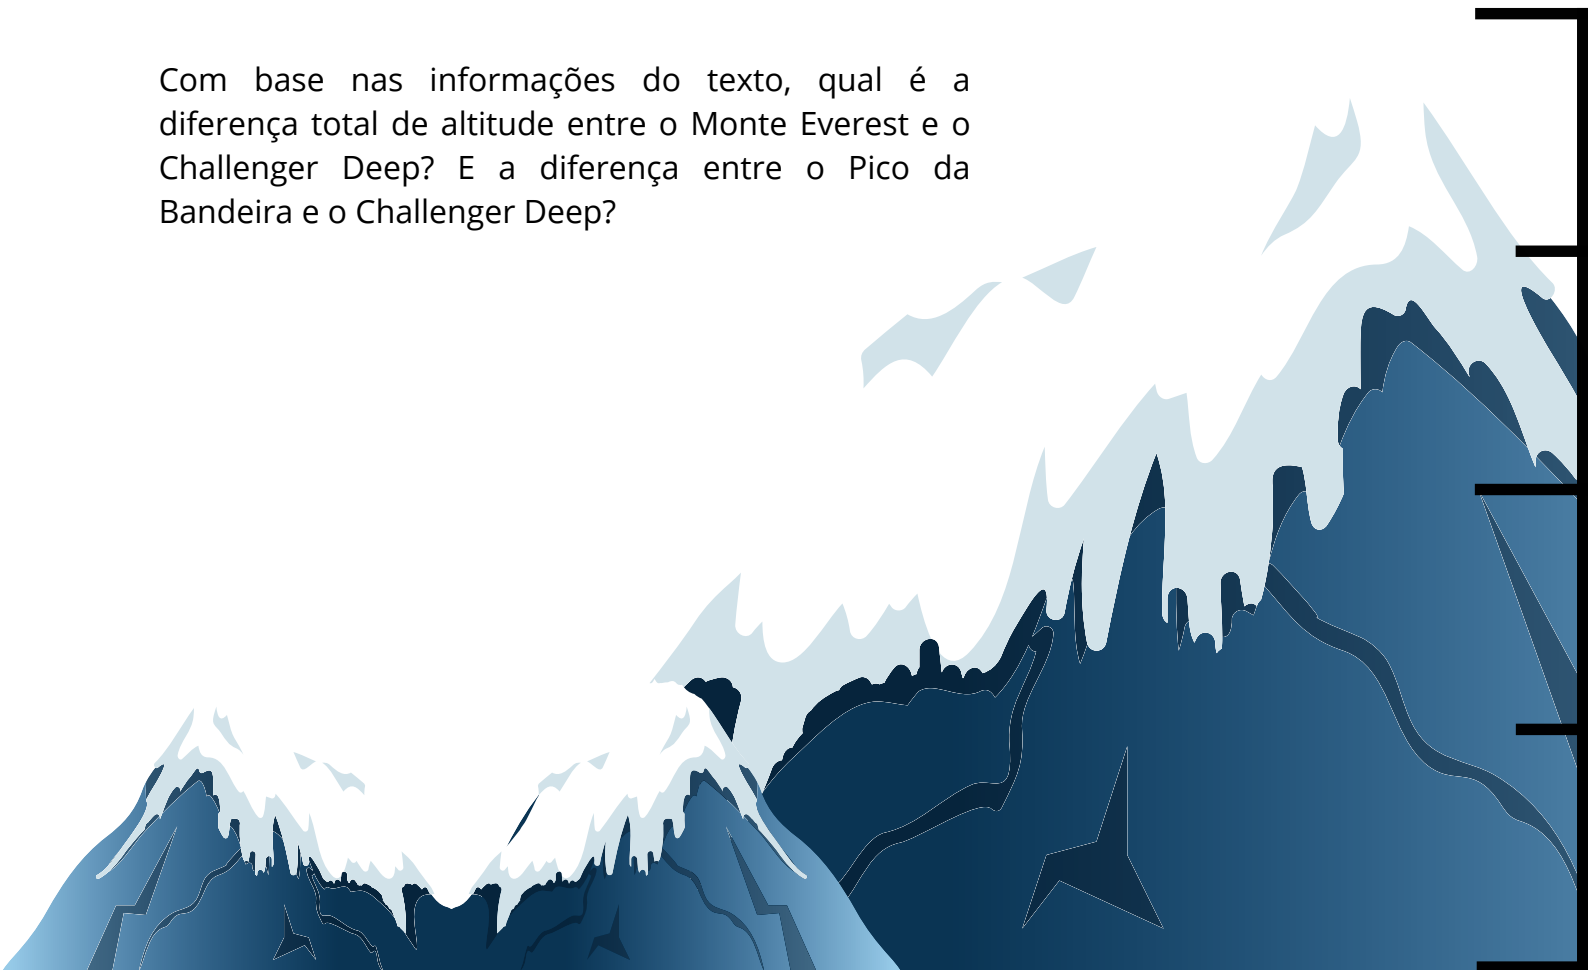 Com base nas informações do texto, qual é a
diferença total de altitude entre o Monte Everest e o
Challenger Deep? E a diferença entre o Pico da
Bandeira e o Challenger Deep?